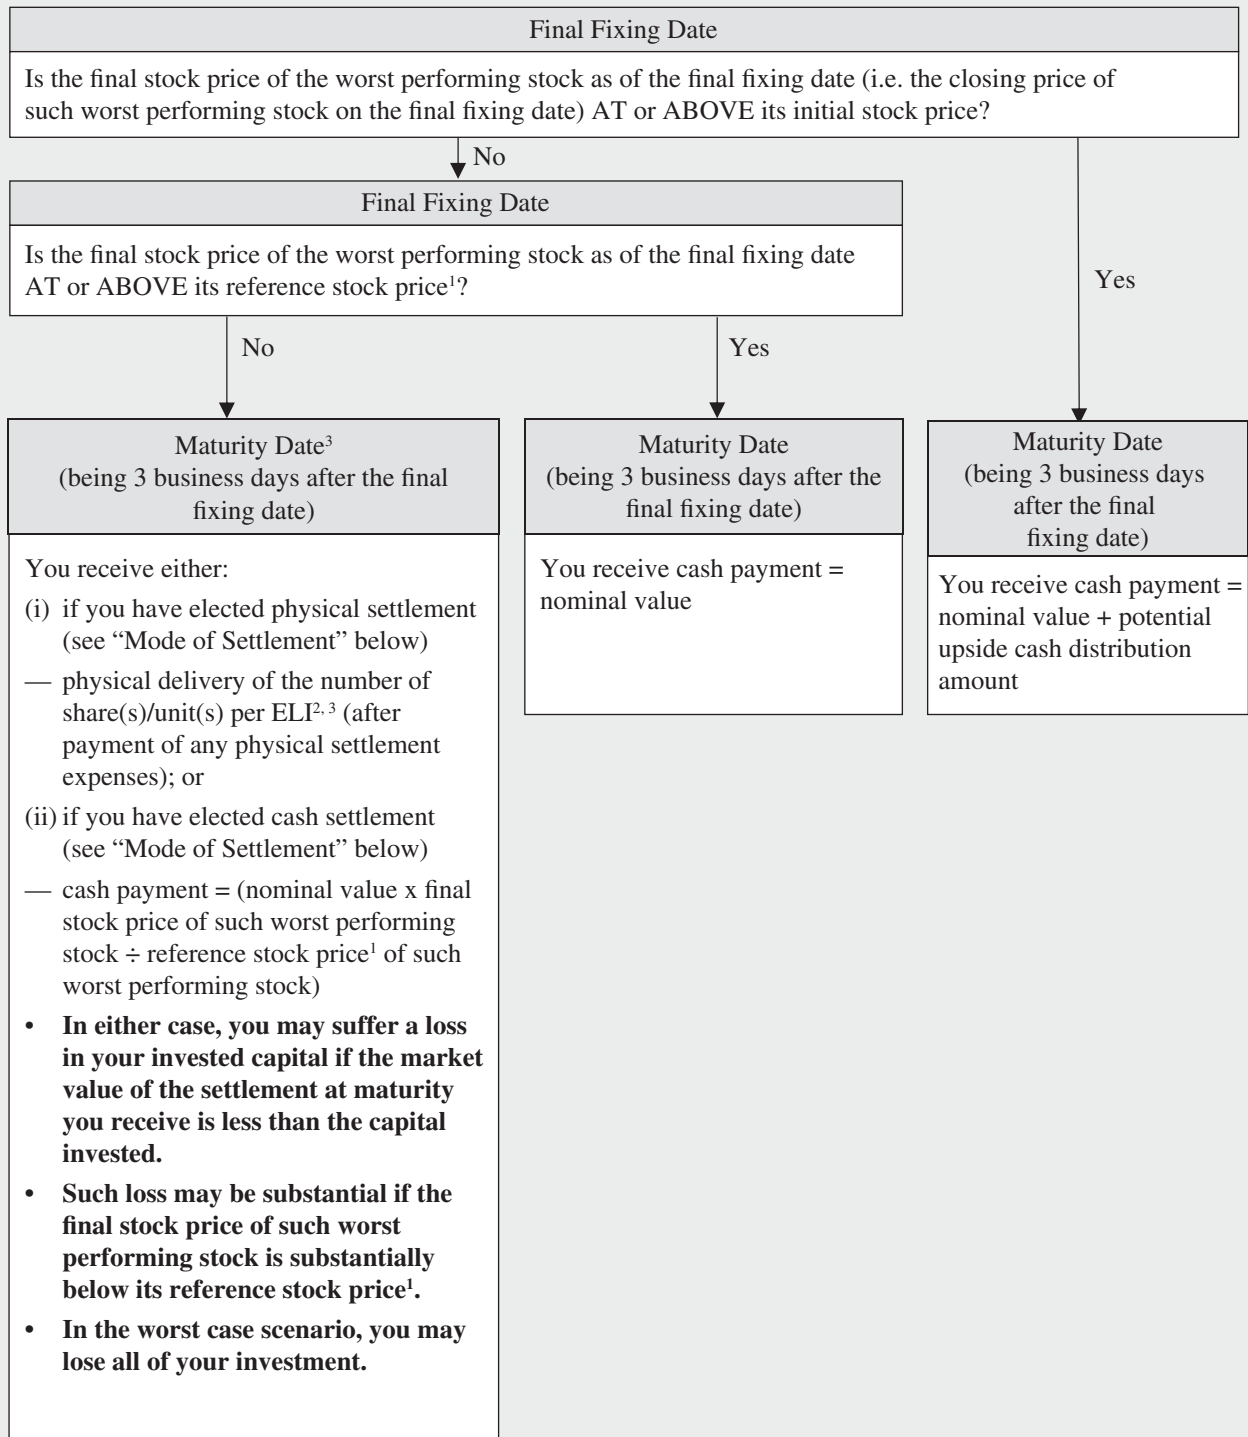 Final Fixing Date
Is the final stock price of the worst performing stock as of the final fixing date (i.e. the closing price of
such worst performing stock on the final fixing date) AT or ABOVE its initial stock price?
No
Final Fixing Date
Is the final stock price of the worst performing stock as of the final fixing date
AT or ABOVE its reference stock price¹?
Yes
No
Yes
Maturity Date³
(being 3 business days after the final
fixing date)
You receive either:
(i) if you have elected physical settlement
(see “Mode of Settlement” below)
— physical delivery of the number of
share(s)/unit(s) per ELI²,³ (after
payment of any physical settlement
expenses); or
(ii) if you have elected cash settlement
(see “Mode of Settlement” below)
— cash payment = (nominal value x final
stock price of such worst performing
stock ÷ reference stock price¹ of such
worst performing stock)
• In either case, you may suffer a loss
in your invested capital if the market
value of the settlement at maturity
you receive is less than the capital
invested.
• Such loss may be substantial if the
final stock price of such worst
performing stock is substantially
below its reference stock price¹.
• In the worst case scenario, you may
lose all of your investment.
Maturity Date
(being 3 business days after the
final fixing date)
You receive cash payment =
nominal value
Maturity Date
(being 3 business days
after the final
fixing date)
You receive cash payment =
nominal value + potential
upside cash distribution
amount